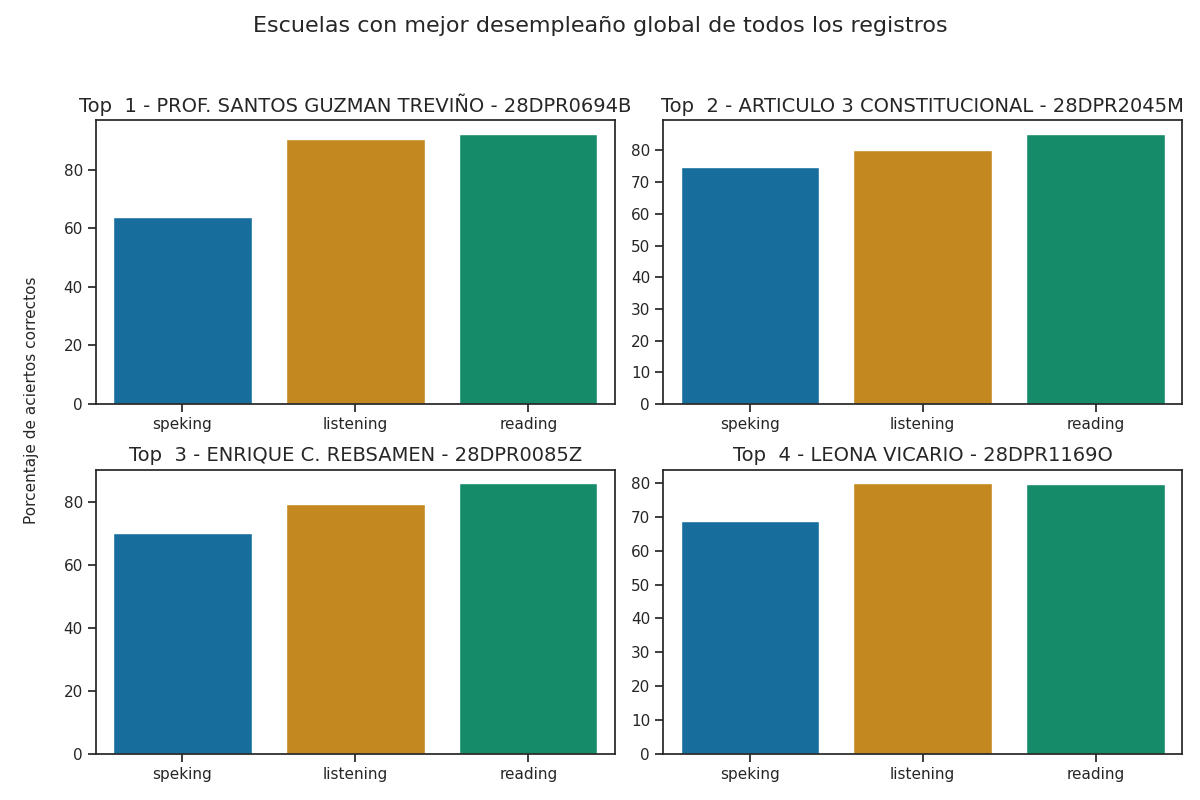 Escuelas con mejor desempleaño global de todos los registros
Porcentaje de aciertos correctos
Top  1 - PROF. SANTOS GUZMAN TREVIÑO - 28DPR0694B
80
60
40
20
0
speking listening reading
Top  2 - ARTICULO 3 CONSTITUCIONAL - 28DPR2045M
80
70
60
50
40
30
20
10
0
speking listening reading
Top  3 - ENRIQUE C. REBSAMEN - 28DPR0085Z
80
60
40
20
0
speking listening reading
Top  4 - LEONA VICARIO - 28DPR1169O
80
70
60
50
40
30
20
10
0
speking listening reading